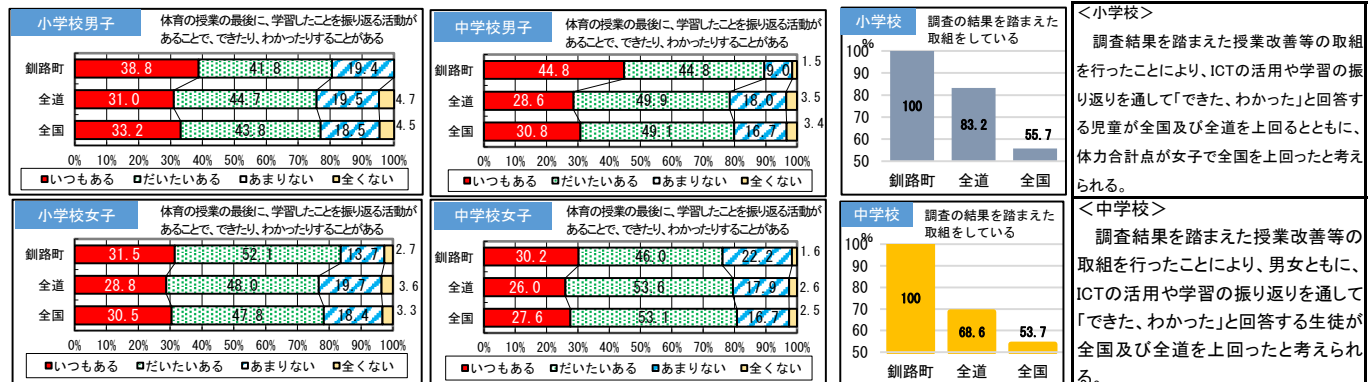 小学校男子
体育の授業の最後に、学習したことを振り返る活動が
あることで、できたり、わかったりすることがある
釧路町 38.8 41.8 19.4
全道 31.0 44.7 19.5 4.7
全国 33.2 43.8 18.5 4.5
0% 10% 20% 30% 40% 50% 60% 70% 80% 90% 100%
いつもある だいたいある あまりない 全くない
中学校男子
体育の授業の最後に、学習したことを振り返る活動が
あることで、できたり、わかったりすることがある
釧路町 44.8 44.8 9.0 1.5
全道 28.6 49.9 18.0 3.5
全国 30.8 49.1 16.7 3.4
0% 10% 20% 30% 40% 50% 60% 70% 80% 90% 100%
いつもある だいたいある あまりない 全くない
小学校
調査の結果を踏まえた
取組をしている
%
100
90
80
70
60
50
100 83.2 55.7
釧路町 全道 全国
<小学校>
調査結果を踏まえた授業改善等の取組
を行ったことにより、ICTの活用や学習の振
り返りを通して「できた、わかった」と回答す
る児童が全国及び全道を上回るとともに、
体力合計点が女子で全国を上回ったと考え
られる。
小学校女子
体育の授業の最後に、学習したことを振り返る活動が
あることで、できたり、わかったりすることがある
釧路町 31.5 52.1 13.7 2.7
全道 28.8 48.0 19.7 3.6
全国 30.5 47.8 18.4 3.3
0% 10% 20% 30% 40% 50% 60% 70% 80% 90% 100%
いつもある だいたいある あまりない 全くない
中学校女子
体育の授業の最後に、学習したことを振り返る活動が
あることで、できたり、わかったりすることがある
釧路町 30.2 46.0 22.2 1.6
全道 26.0 53.6 17.9 2.6
全国 27.6 53.1 16.7 2.5
0% 10% 20% 30% 40% 50% 60% 70% 80% 90% 100%
いつもある だいたいある あまりない 全くない
中学校
調査の結果を踏まえた
取組をしている
%
100
90
80
70
60
50
100 68.6 53.7
釧路町 全道 全国
<中学校>
調査結果を踏まえた授業改善等の
取組を行ったことにより、男女ともに、
ICTの活用や学習の振り返りを通して
「できた、わかった」と回答する生徒が
全国及び全道を上回ったと考えられ
る。